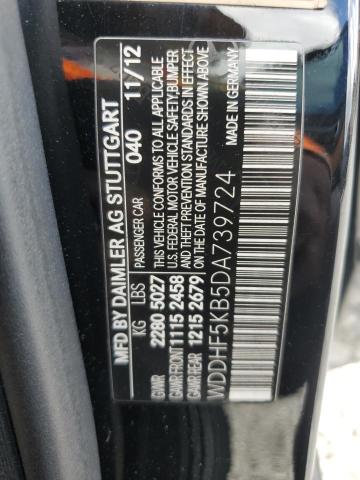 MFD BY DAIMLER AG STUTTGART
PASSENGER CAR 040 11/12
KG LBS
GVWR 2280 5027
GAWR FRONT 1115 2458
GAWR REAR 1215 2679
THIS VEHICLE CONFORMS TO ALL APPLICABLE
U.S. FEDERAL MOTOR VEHICLE SAFETY, BUMPER
AND THEFT PREVENTION STANDARDS IN EFFECT
ON THE DATE OF MANUFACTURE SHOWN ABOVE.
MADE IN GERMANY
WDDHF5KB5DA739724